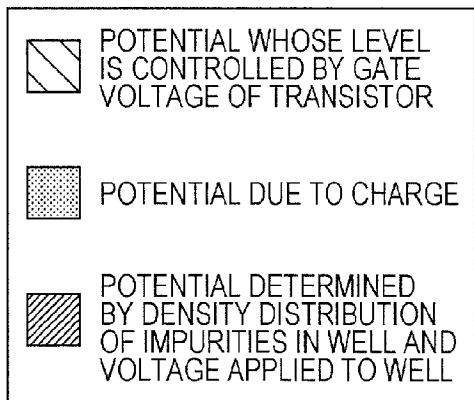 POTENTIAL WHOSE LEVEL
IS CONTROLLED BY GATE
VOLTAGE OF TRANSISTOR
POTENTIAL DUE TO CHARGE
POTENTIAL DETERMINED
BY DENSITY DISTRIBUTION
OF IMPURITIES IN WELL AND
VOLTAGE APPLIED TO WELL